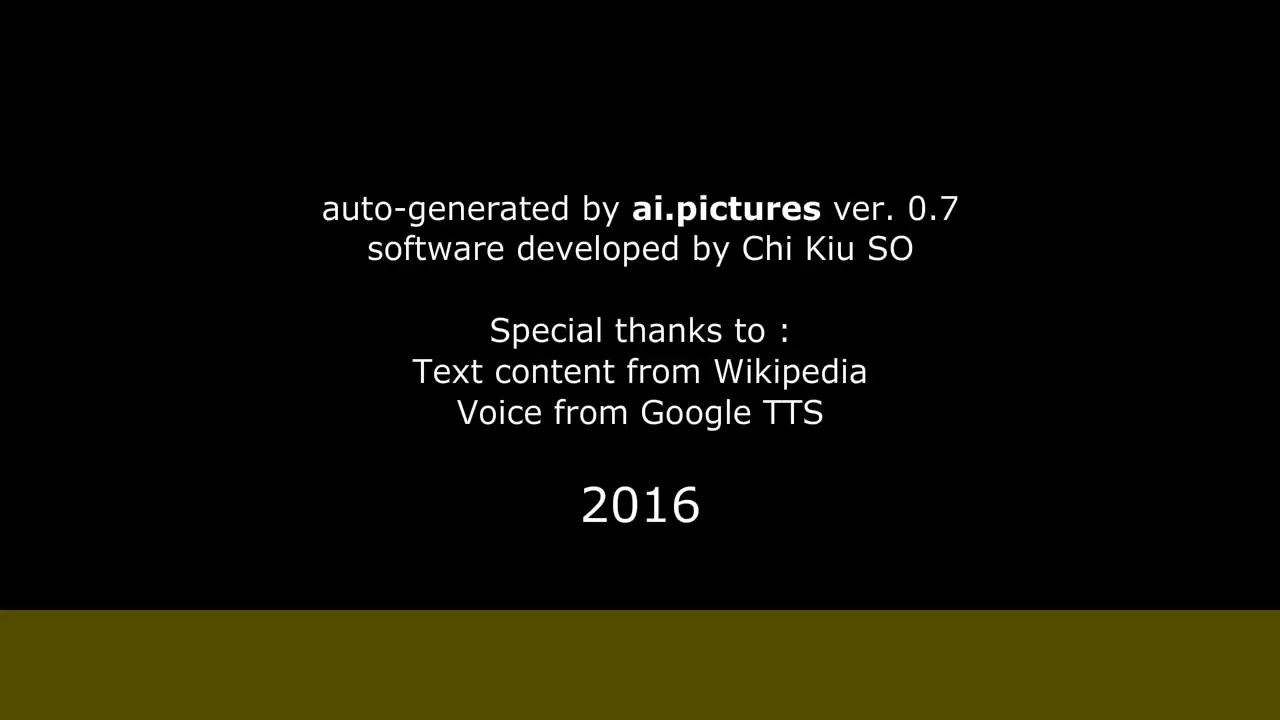 auto-generated by ai.pictures ver. 0.7
software developed by Chi Kiu SO
Special thanks to :
Text content from Wikipedia
Voice from Google TTS
2016